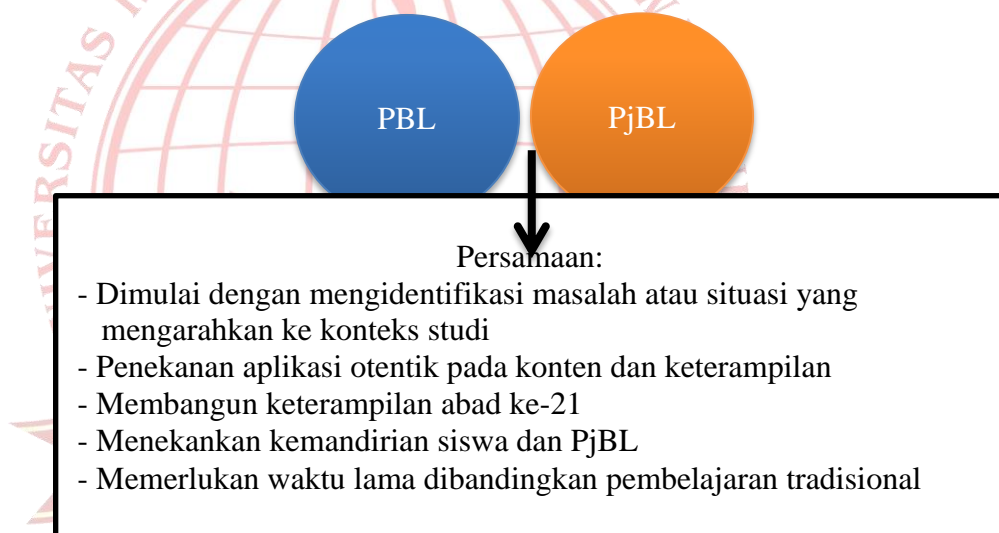 PBL
PjBL
Persamaan:
- Dimulai dengan mengidentifikasi masalah atau situasi yang
mengarahkan ke konteks studi
- Penekanan aplikasi otentik pada konten dan keterampilan
- Membangun keterampilan abad ke-21
- Menekankan kemandirian siswa dan PjBL
- Memerlukan waktu lama dibandingkan pembelajaran tradisional